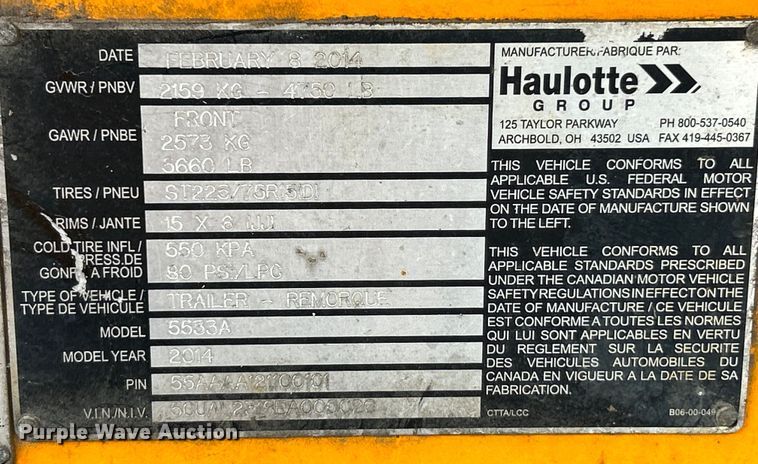 DATE FEBRUARY 8 2014
GVWR / PNBV 2159 KG - LB
GAWR / PNBE FRONT
2573 KG
LB
TIRES / PNEU
RIMS / JANTE 15 X 6
COLD TIRE INFL / 550 KPA
PRESS.DE
A FROID 80
TYPE OF VEHICLE / TRAILER - REMORQUE
TYPE DE VEHICULE
MODEL 5533A
MODEL YEAR 2014
PIN
V.I.N./N.I.V.
MANUFACTURER/FABRIQUE PAR:
Haulotte
GROUP
125 TAYLOR PARKWAY PH 800-537-0540
ARCHBOLD, OH 43502 USA FAX 419-445-0367
THIS VEHICLE CONFORMS TO ALL
APPLICABLE U.S. FEDERAL MOTOR
VEHICLE SAFETY STANDARDS IN EFFECT
ON THE DATE OF MANUFACTURE SHOWN
TO THE LEFT.
THIS VEHICLE CONFORMS TO ALL
APPLICABLE STANDARDS PRESCRIBED
UNDER THE CANADIAN MOTOR VEHICLE
SAFETY REGULATIONS IN EFFECT ON THE
DATE OF MANUFACTURE / CE VEHICULE
EST CONFORME A TOUTES LES NORMES
QUI LUI SONT APPLICABLES EN VERTU
DU REGLEMENT SUR LA SECURITE
DES VEHICULES AUTOMOBILES DU
CANADA EN VIGUEUR A LA DATE DE SA
FABRICATION.
CTTA/LCC B06-00-049
Purple Wave Auction